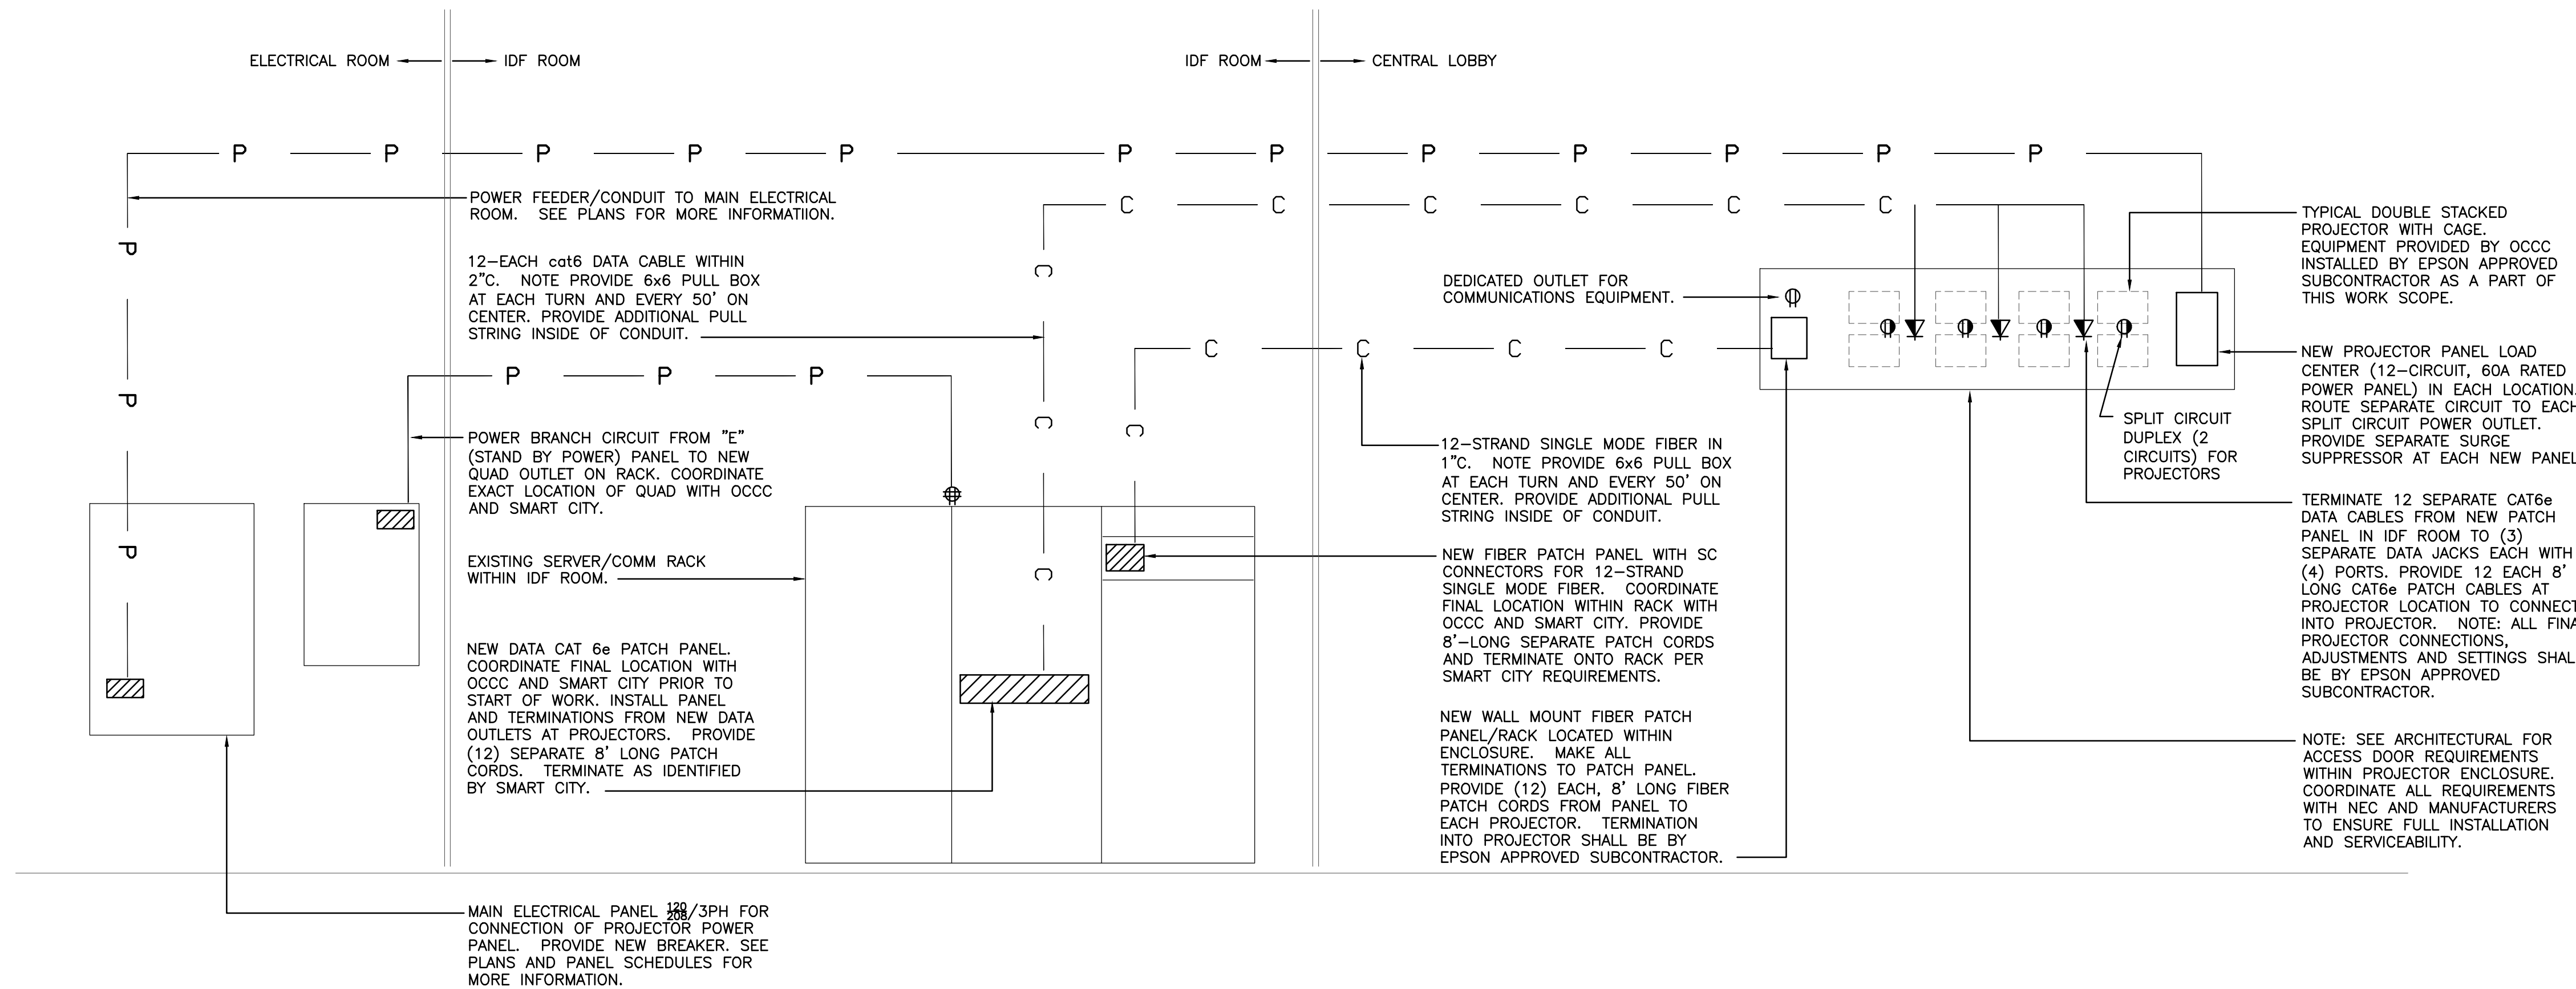 ELECTRICAL ROOM
IDF ROOM
IDF ROOM
CENTRAL LOBBY
P P P P P P P P P P P P
POWER FEEDER/CONDUIT TO MAIN ELECTRICAL
ROOM. SEE PLANS FOR MORE INFORMATIION.
C C C C C C
P
P
P
12-EACH cat6 DATA CABLE WITHIN
2"C. NOTE PROVIDE 6x6 PULL BOX
AT EACH TURN AND EVERY 50' ON
CENTER. PROVIDE ADDITIONAL PULL
STRING INSIDE OF CONDUIT.
C
C
C
P P P
POWER BRANCH CIRCUIT FROM "E"
(STAND BY POWER) PANEL TO NEW
QUAD OUTLET ON RACK. COORDINATE
EXACT LOCATION OF QUAD WITH OCCC
AND SMART CITY.
EXISTING SERVER/COMM RACK
WITHIN IDF ROOM.
NEW DATA CAT 6e PATCH PANEL.
COORDINATE FINAL LOCATION WITH
OCCC AND SMART CITY PRIOR TO
START OF WORK. INSTALL PANEL
AND TERMINATIONS FROM NEW DATA
OUTLETS AT PROJECTORS. PROVIDE
(12) SEPARATE 8' LONG PATCH
CORDS. TERMINATE AS IDENTIFIED
BY SMART CITY.
MAIN ELECTRICAL PANEL 120
208/3PH FOR
CONNECTION OF PROJECTOR POWER
PANEL. PROVIDE NEW BREAKER. SEE
PLANS AND PANEL SCHEDULES FOR
MORE INFORMATION.
DEDICATED OUTLET FOR
COMMUNICATIONS EQUIPMENT.
C C C C
C
12-STRAND SINGLE MODE FIBER IN
1"C. NOTE PROVIDE 6x6 PULL BOX
AT EACH TURN AND EVERY 50' ON
CENTER. PROVIDE ADDITIONAL PULL
STRING INSIDE OF CONDUIT.
NEW FIBER PATCH PANEL WITH SC
CONNECTORS FOR 12-STRAND
SINGLE MODE FIBER. COORDINATE
FINAL LOCATION WITHIN RACK WITH
OCCC AND SMART CITY. PROVIDE
8'-LONG SEPARATE PATCH CORDS
AND TERMINATE ONTO RACK PER
SMART CITY REQUIREMENTS.
NEW WALL MOUNT FIBER PATCH
PANEL/RACK LOCATED WITHIN
ENCLOSURE. MAKE ALL
TERMINATIONS TO PATCH PANEL.
PROVIDE (12) EACH, 8' LONG FIBER
PATCH CORDS FROM PANEL TO
EACH PROJECTOR. TERMINATION
INTO PROJECTOR SHALL BE BY
EPSON APPROVED SUBCONTRACTOR.
SPLIT CIRCUIT
DUPLEX (2
CIRCUITS) FOR
PROJECTORS
TYPICAL DOUBLE STACKED
PROJECTOR WITH CAGE.
EQUIPMENT PROVIDED BY OCCC
INSTALLED BY EPSON APPROVED
SUBCONTRACTOR AS A PART OF
THIS WORK SCOPE.
NEW PROJECTOR PANEL LOAD
CENTER (12-CIRCUIT, 60A RATED
POWER PANEL) IN EACH LOCATION.
ROUTE SEPARATE CIRCUIT TO EACH
SPLIT CIRCUIT POWER OUTLET.
PROVIDE SEPARATE SURGE
SUPPRESSOR AT EACH NEW PANEL
TERMINATE 12 SEPARATE CAT6e
DATA CABLES FROM NEW PATCH
PANEL IN IDF ROOM TO (3)
SEPARATE DATA JACKS EACH WITH
(4) PORTS. PROVIDE 12 EACH 8'
LONG CAT6e PATCH CABLES AT
PROJECTOR LOCATION TO CONNECT
INTO PROJECTOR. NOTE: ALL FINA
PROJECTOR CONNECTIONS,
ADJUSTMENTS AND SETTINGS SHAL
BE BY EPSON APPROVED
SUBCONTRACTOR.
NOTE: SEE ARCHITECTURAL FOR
ACCESS DOOR REQUIREMENTS
WITHIN PROJECTOR ENCLOSURE.
COORDINATE ALL REQUIREMENTS
WITH NEC AND MANUFACTURERS
TO ENSURE FULL INSTALLATION
AND SERVICEABILITY.